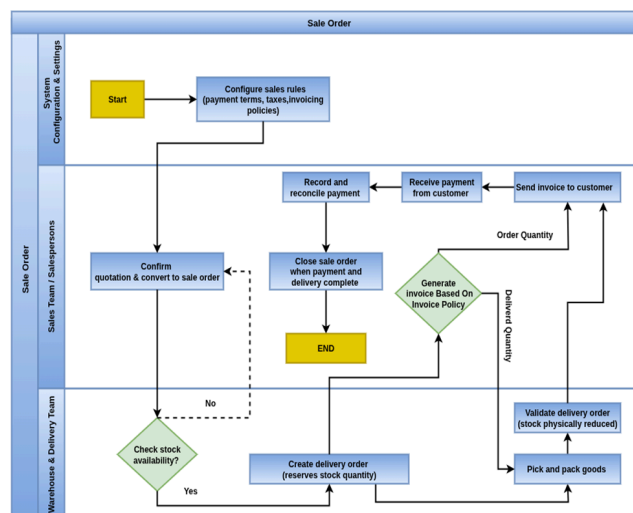 Sale Order
Sale Order
System
Configuration & Settings
Start
Configure sales rules
(payment terms, taxes,invoicing
policies)
Sales Team / Salespersons
Record and
reconcile payment
Receive payment
from customer
Send invoice to customer
Order Quantity
Confirm
quotation & convert to sale order
Close sale order
when payment and
delivery complete
Generate
invoice Based On
Invoice Policy
Deliverd Quantity
END
Warehouse & Delivery Team
No
Check stock
availability?
Yes
Create delivery order
(reserves stock quantity)
Validate delivery order
(stock physically reduced)
Pick and pack goods